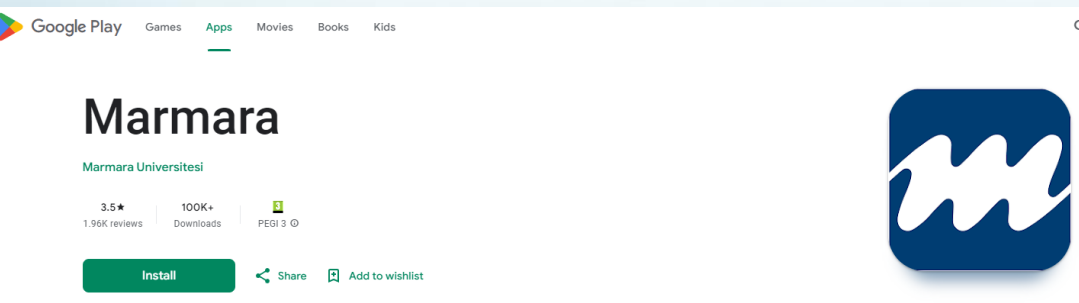 Google Play Games Apps Movies Books Kids
Marmara
Marmara Universitesi
3.5★ 100K+ 3
1.96K reviews Downloads PEGI 3
Install Share Add to wishlist